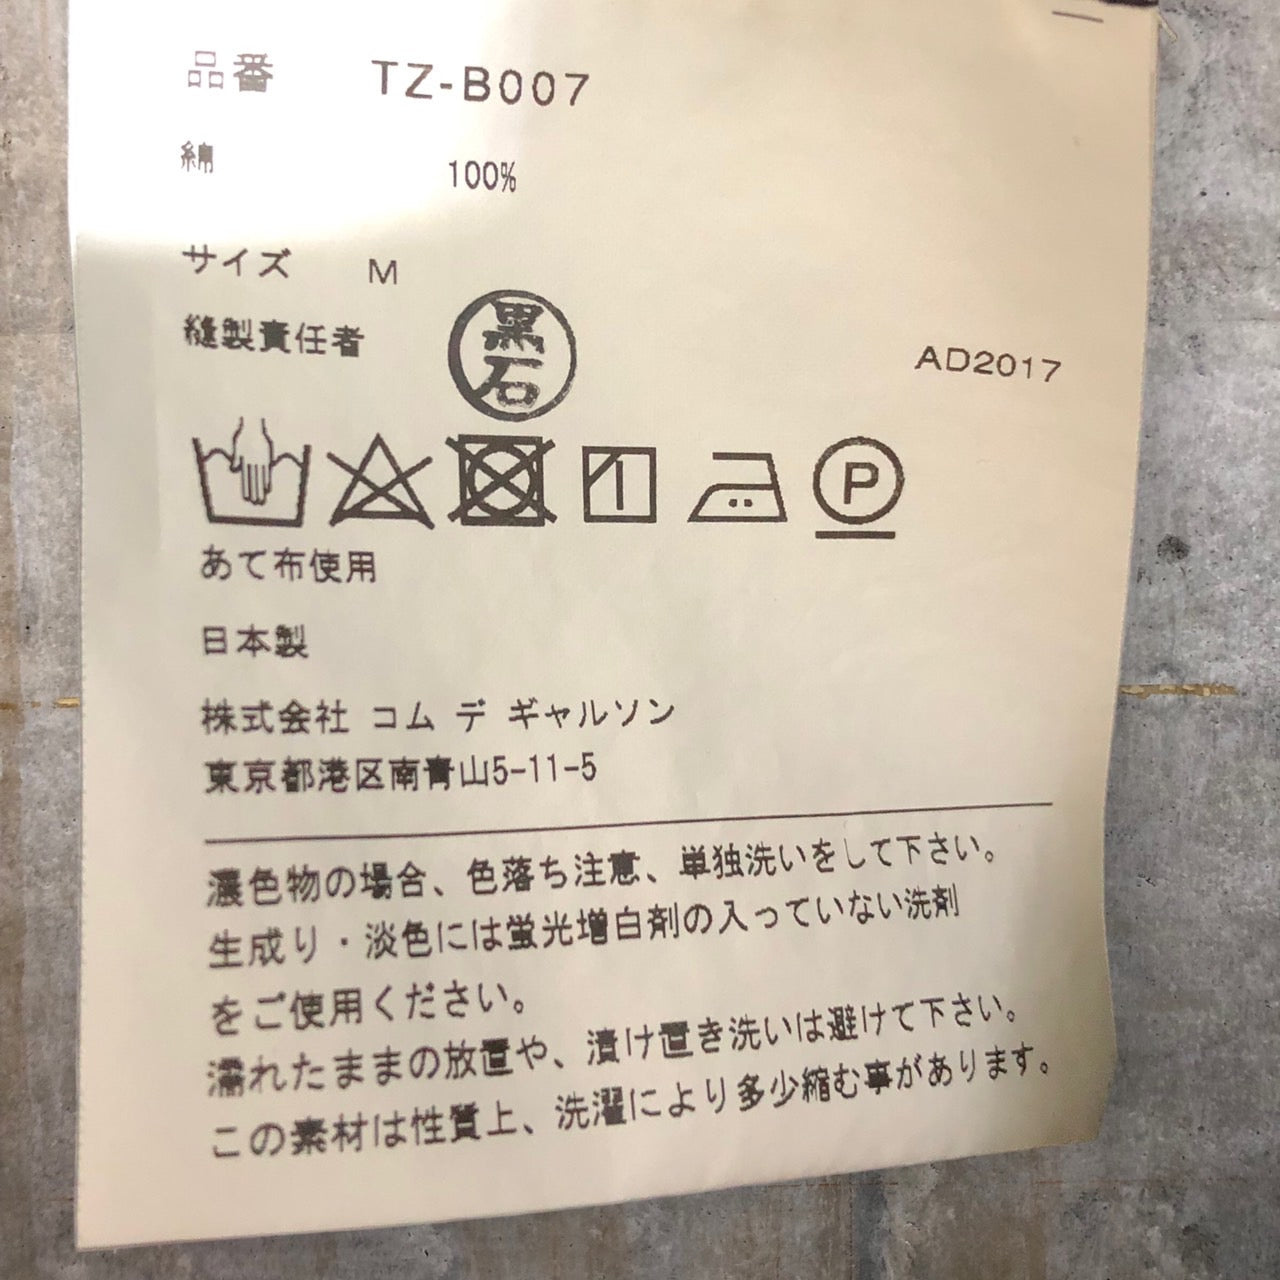 品番 TZ-B007
綿 100%
サイズ M
縫製責任者 黒石
AD2017
P
あて布使用
日本製
株式会社 コム デ ギャルソン
東京都港区南青山5-11-5
濃色物の場合、色落ち注意、単独洗いをして下さい。
生成り・淡色には蛍光増白剤の入っていない洗剤
をご使用ください。
濡れたままの放置や、漬け置き洗いは避けて下さい。
この素材は性質上、洗濯により多少縮む事があります。